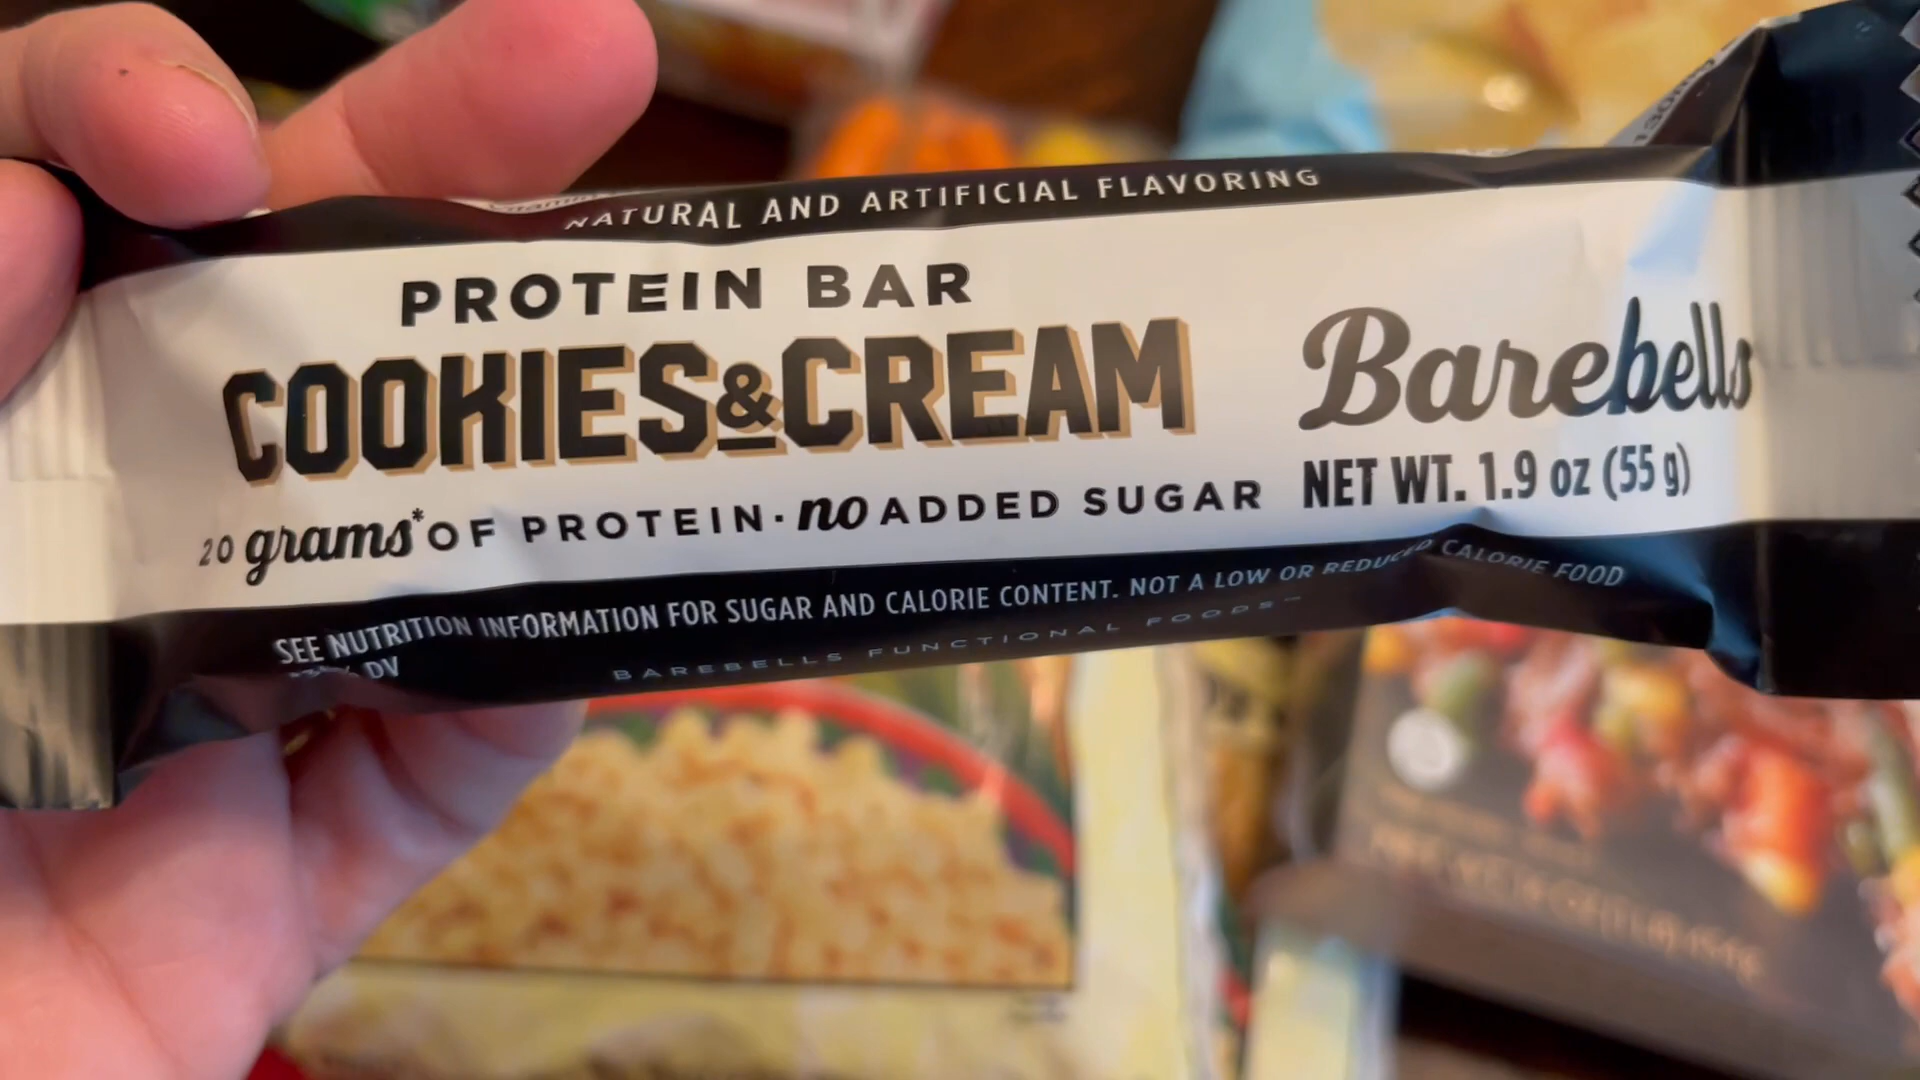 NATURAL AND ARTIFICIAL FLAVORING
PROTEIN BAR
COOKIES & CREAM
20 grams* OF PROTEIN · no ADDED SUGAR
Barebells
NET WT. 1.9 oz (55 g)
SEE NUTRITION INFORMATION FOR SUGAR AND CALORIE CONTENT. NOT A LOW OR REDUCED CALORIE FOOD
DV
BAREBELLS FUNCTIONAL FOODS™